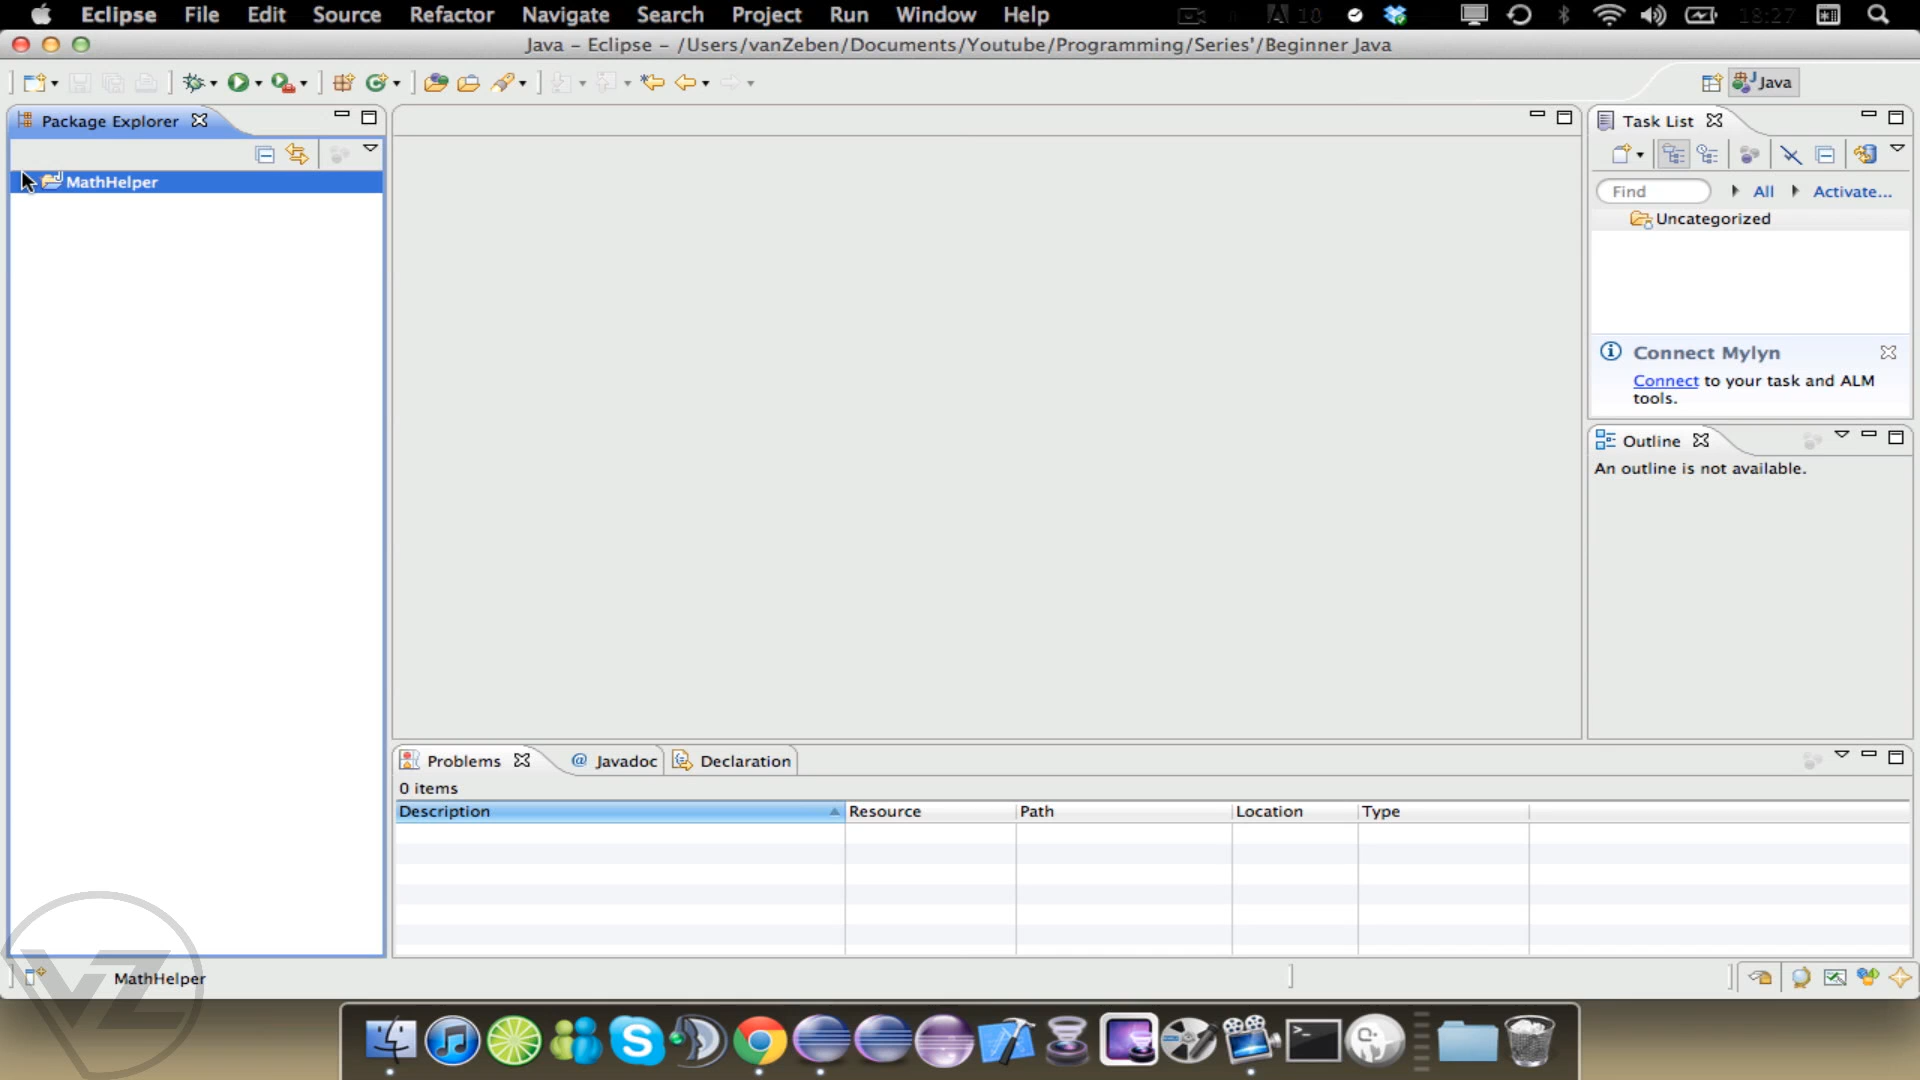 Eclipse File Edit Source Refactor Navigate Search Project Run Window Help 18:27
Java – Eclipse – /Users/vanZeben/Documents/Youtube/Programming/Series'/Beginner Java
Java
Package Explorer
Task List
MathHelper
Find All Activate...
Uncategorized
Connect Mylyn
Connect to your task and ALM
tools.
Outline
An outline is not available.
Problems @ Javadoc Declaration
0 items
Description Resource Path Location Type
MathHelper
VZ